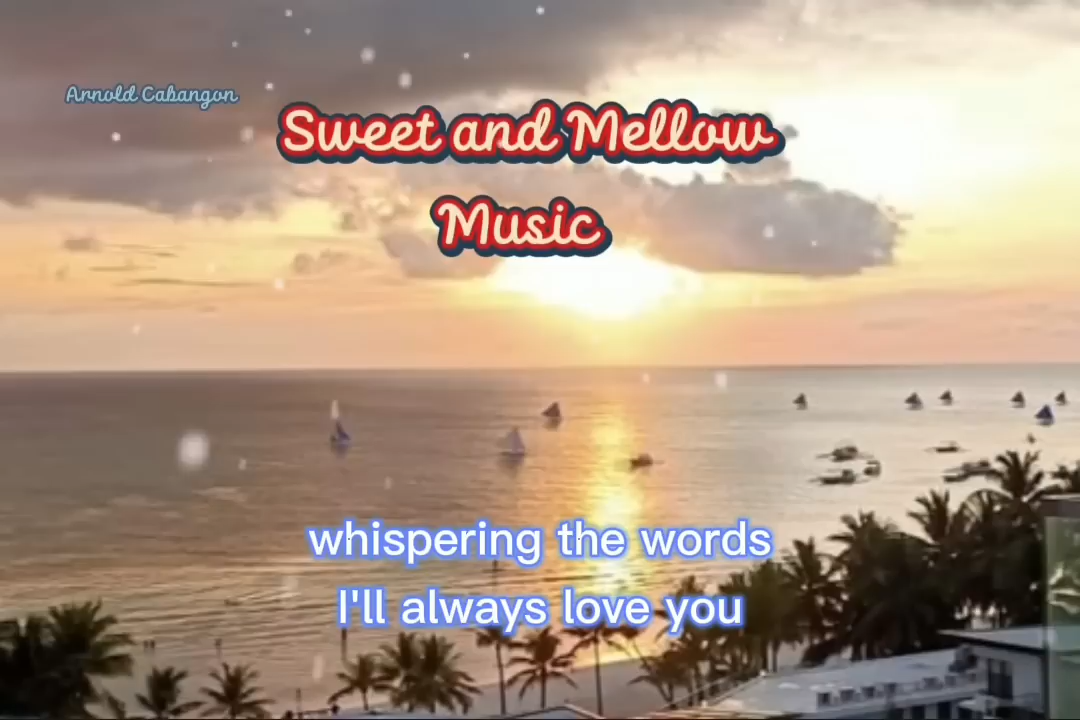 Arnold Cabangon
Sweet and Mellow
Music
whispering the words
I'll always love you